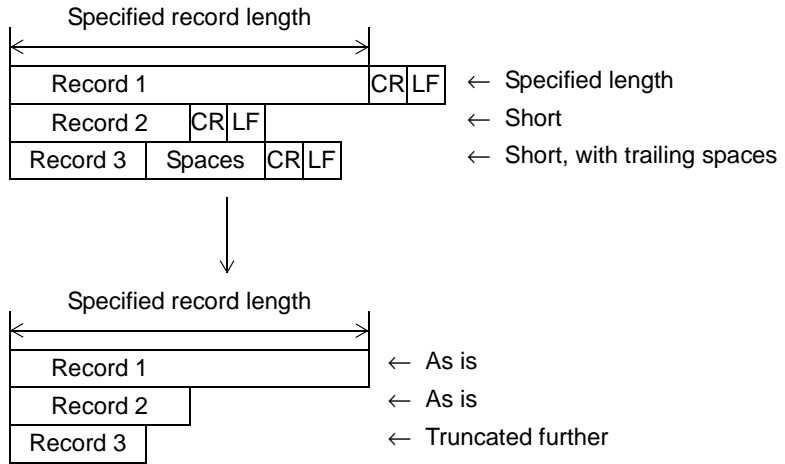 Specified record length
Record 1 CR LF ← Specified length
Record 2 CR LF ← Short
Record 3 Spaces CR LF ← Short, with trailing spaces
Specified record length
Record 1 ← As is
Record 2 ← As is
Record 3 ← Truncated further